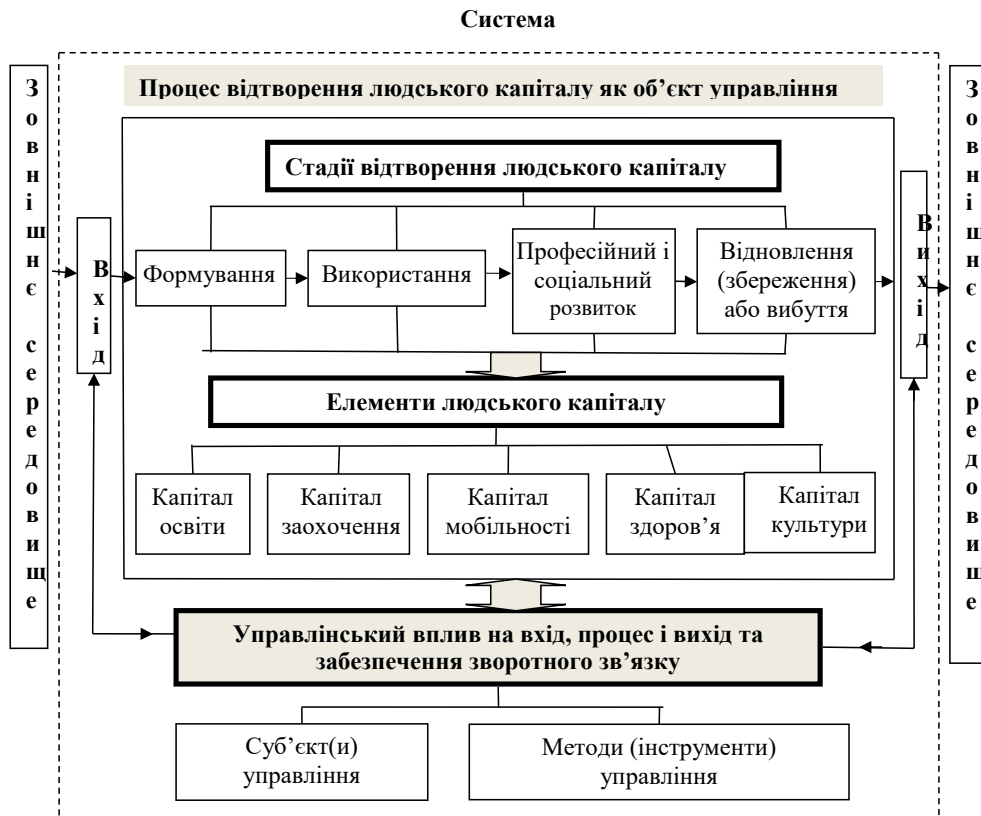 Система
Зовнішнє середовище
Вхід
Процес відтворення людського капіталу як об’єкт управління
Стадії відтворення людського капіталу
Формування
Використання
Професійний і
соціальний
розвиток
Відновлення
(збереження)
або вибуття
Елементи людського капіталу
Капітал
освіти
Капітал
заохочення
Капітал
мобільності
Капітал
здоров’я
Капітал
культури
Управлінський вплив на вхід, процес і вихід та
забезпечення зворотного зв’язку
Суб’єкт(и)
управління
Методи (інструменти)
управління
Вихід
Зовнішнє середовище